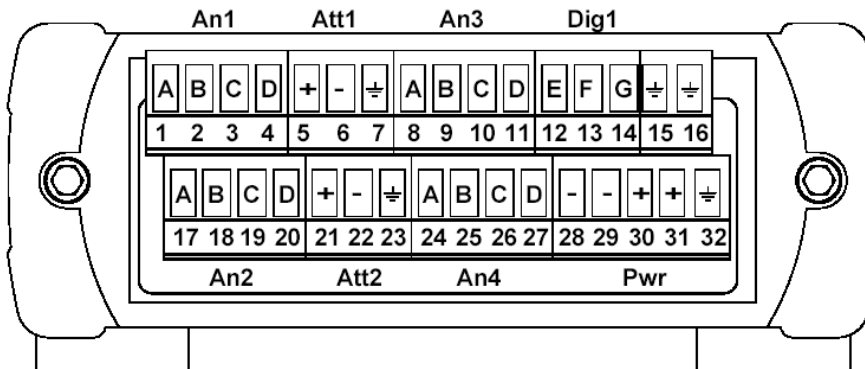 An1 Att1 An3 Dig1
A B C D + - ⏚ A B C D E F G ⏚ ⏚
1 2 3 4 5 6 7 8 9 10 11 12 13 14 15 16
A B C D + - ⏚ A B C D - - + + ⏚
17 18 19 20 21 22 23 24 25 26 27 28 29 30 31 32
An2 Att2 An4 Pwr